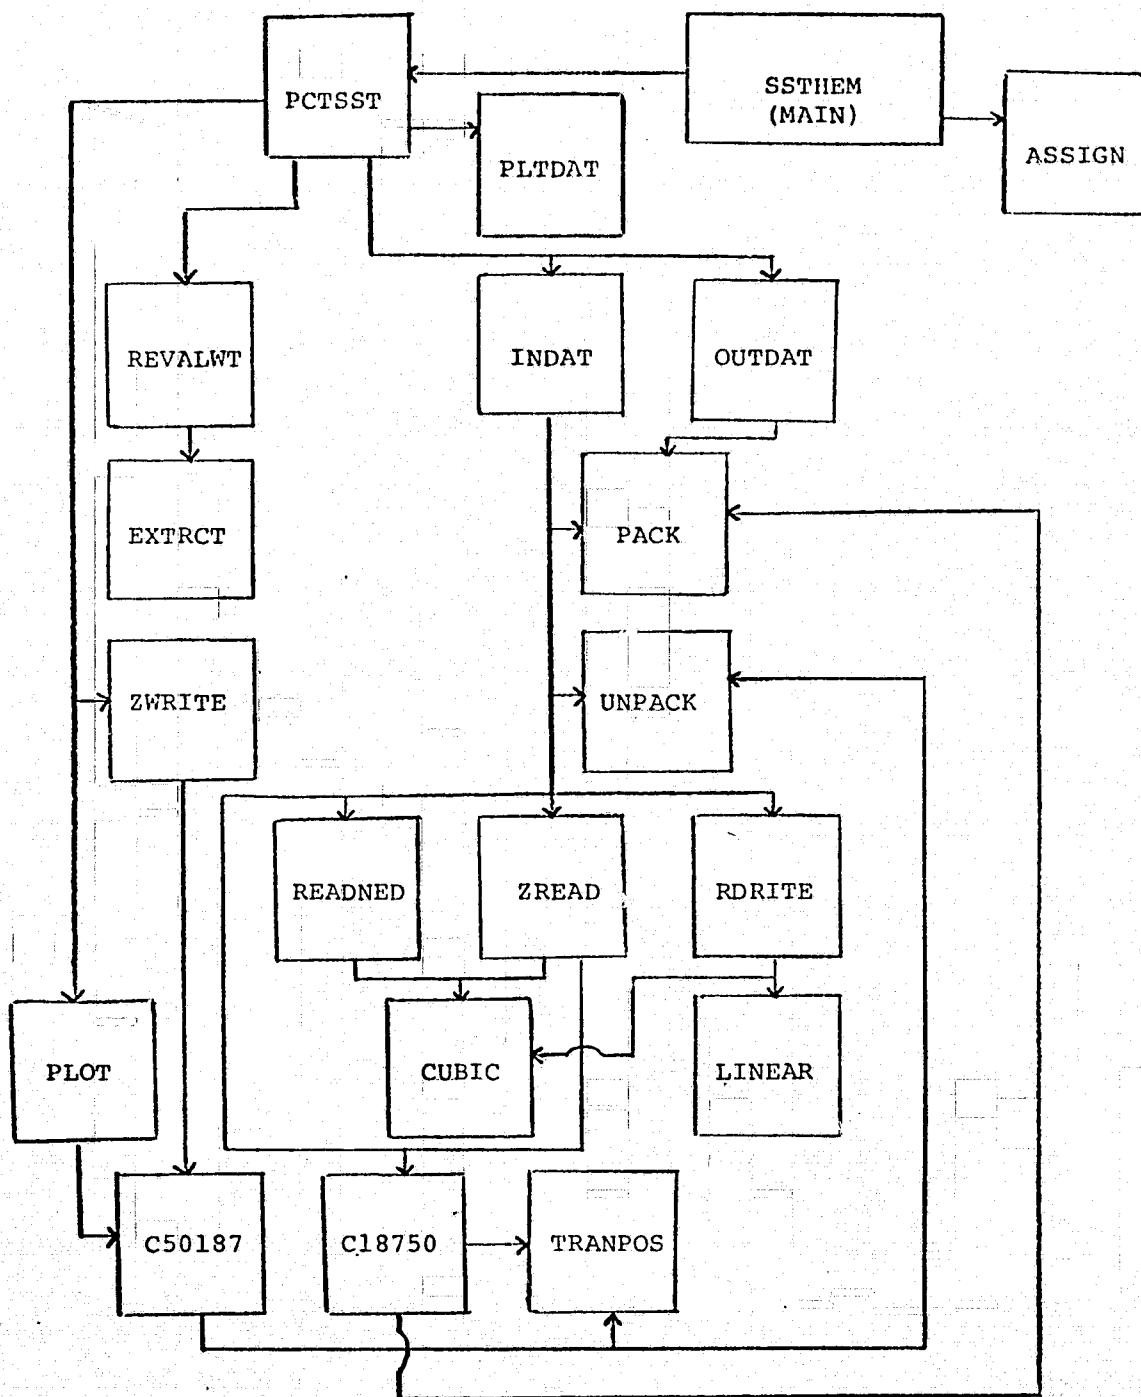 PCTSST
SSTHEM
(MAIN)
PLTDAT
ASSIGN
REVALWT
INDAT
OUTDAT
EXTRCT
PACK
ZWRITE
UNPACK
READNED
ZREAD
RDRITE
PLOT
CUBIC
LINEAR
C50187
C18750
TRANPOS